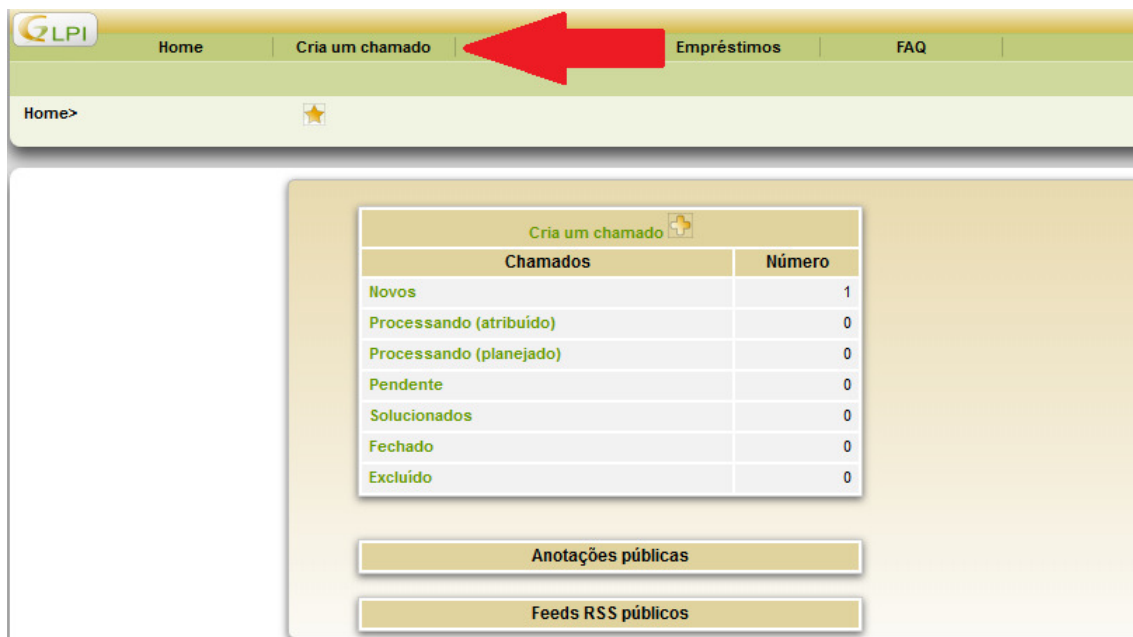 GLPI
Home Cria um chamado Empréstimos FAQ
Home>
Cria um chamado
Chamados Número
Novos 1
Processando (atribuído) 0
Processando (planejado) 0
Pendente 0
Solucionados 0
Fechado 0
Excluído 0
Anotações públicas
Feeds RSS públicos